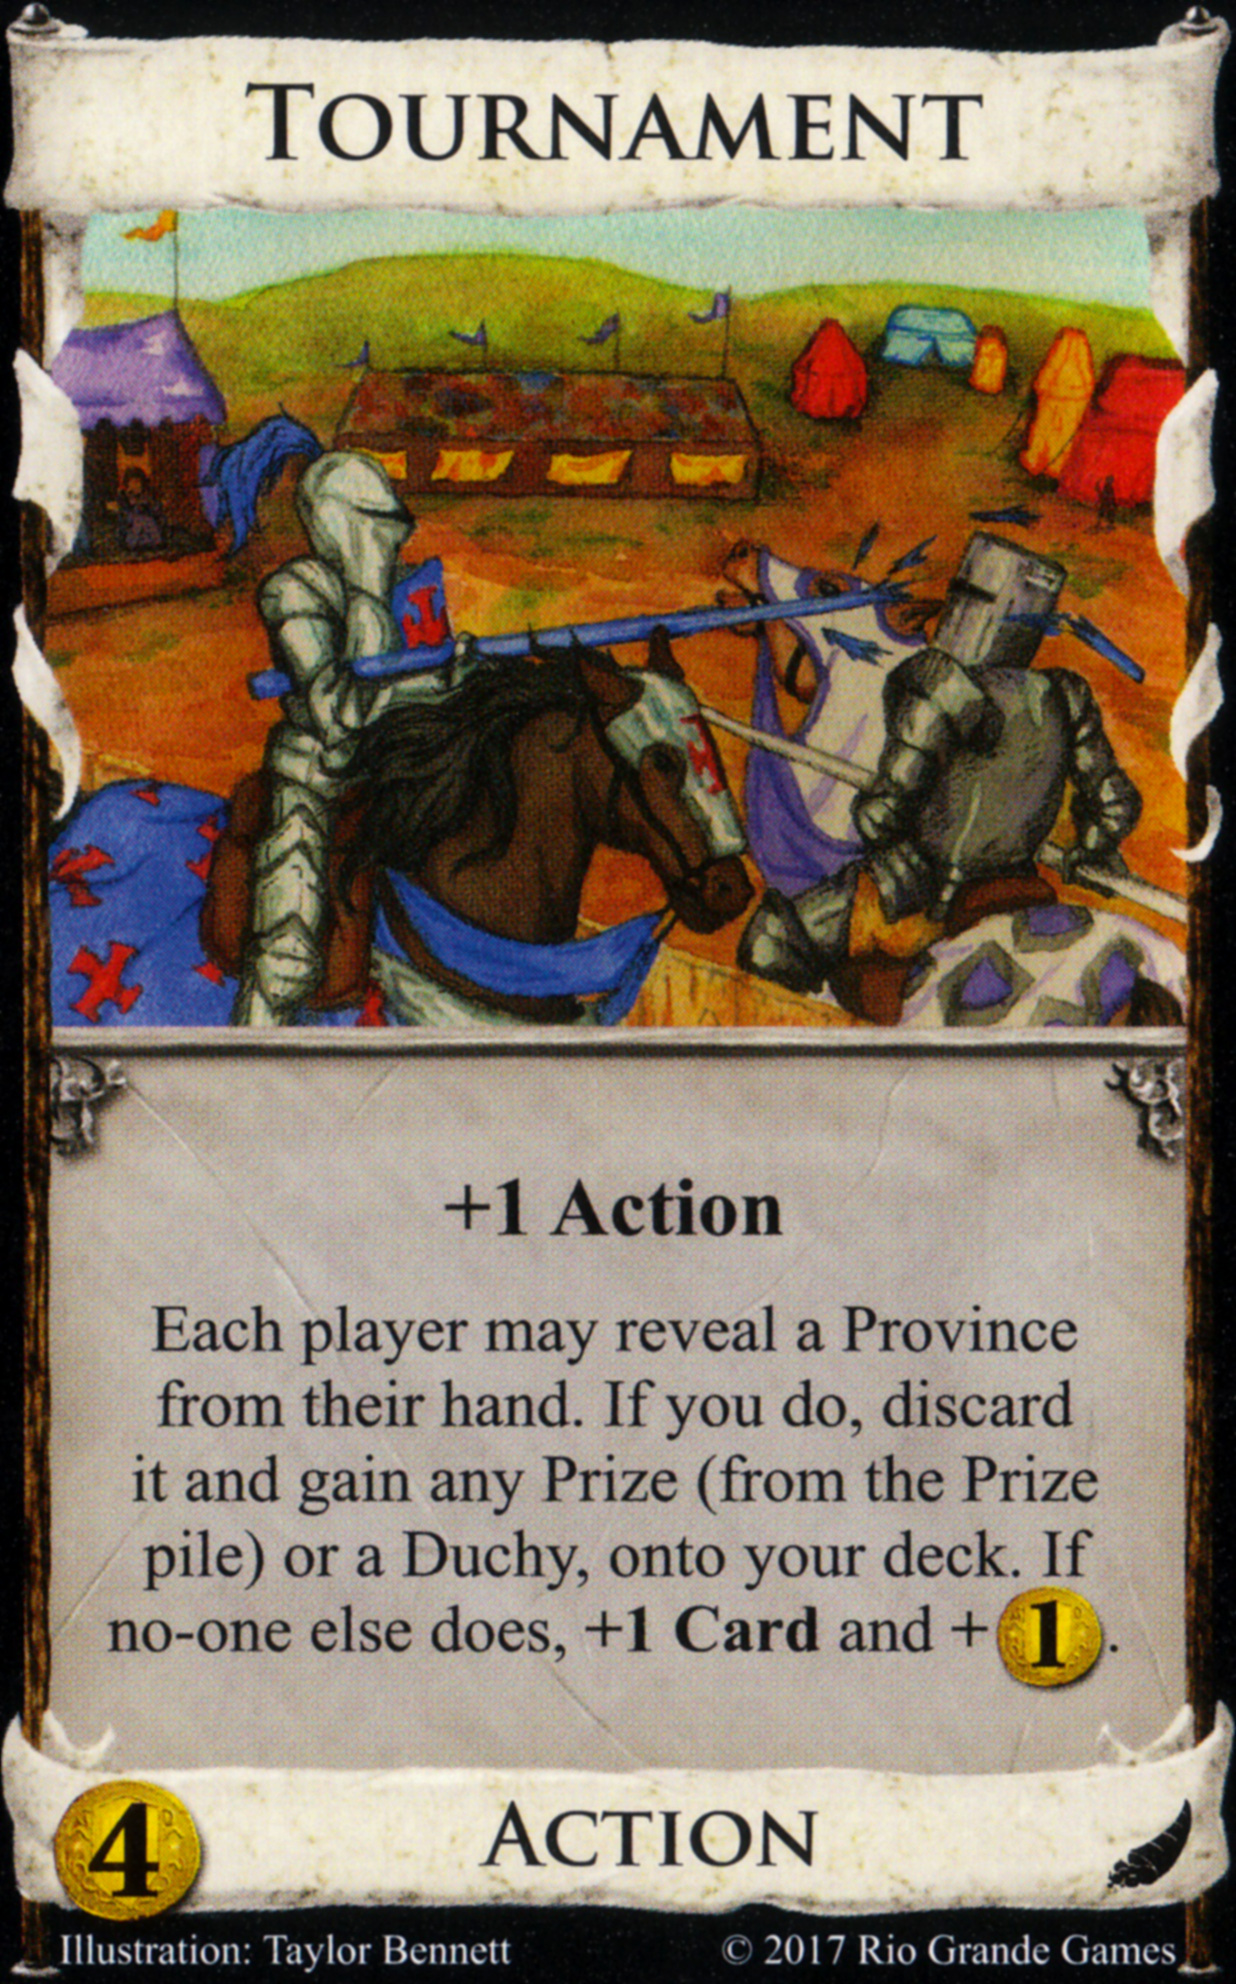 TOURNAMENT
+1 Action
Each player may reveal a Province
from their hand. If you do, discard
it and gain any Prize (from the Prize
pile) or a Duchy, onto your deck. If
no-one else does, +1 Card and +1.
4 ACTION
Illustration: Taylor Bennett © 2017 Rio Grande Games